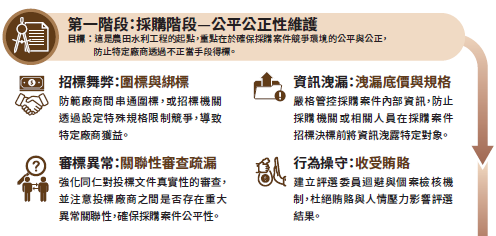 第一階段：採購階段—公平公正性維護
目標：這是農田水利工程的起點，重點在於確保採購案件競爭環境的公平與公正，
防止特定廠商透過不正當手段得標。
招標舞弊：圍標與綁標
防範廠商間串通圍標，或招標機關
透過設定特殊規格限制競爭，導致
特定廠商獲益。
資訊洩漏：洩漏底價與規格
嚴格管控採購案件內部資訊，防止
採購機關或相關人員在採購案件
招標決標前將資訊洩露特定對象。
審標異常：關聯性審查疏漏
強化同仁對投標文件真實性的審查，
並注意投標廠商之間是否存在重大
異常關聯性，確保採購案件公平性。
行為操守：收受賄賂
建立評選委員迴避與個案檢核機
制，杜絕賄賂與人情壓力影響評選
結果。